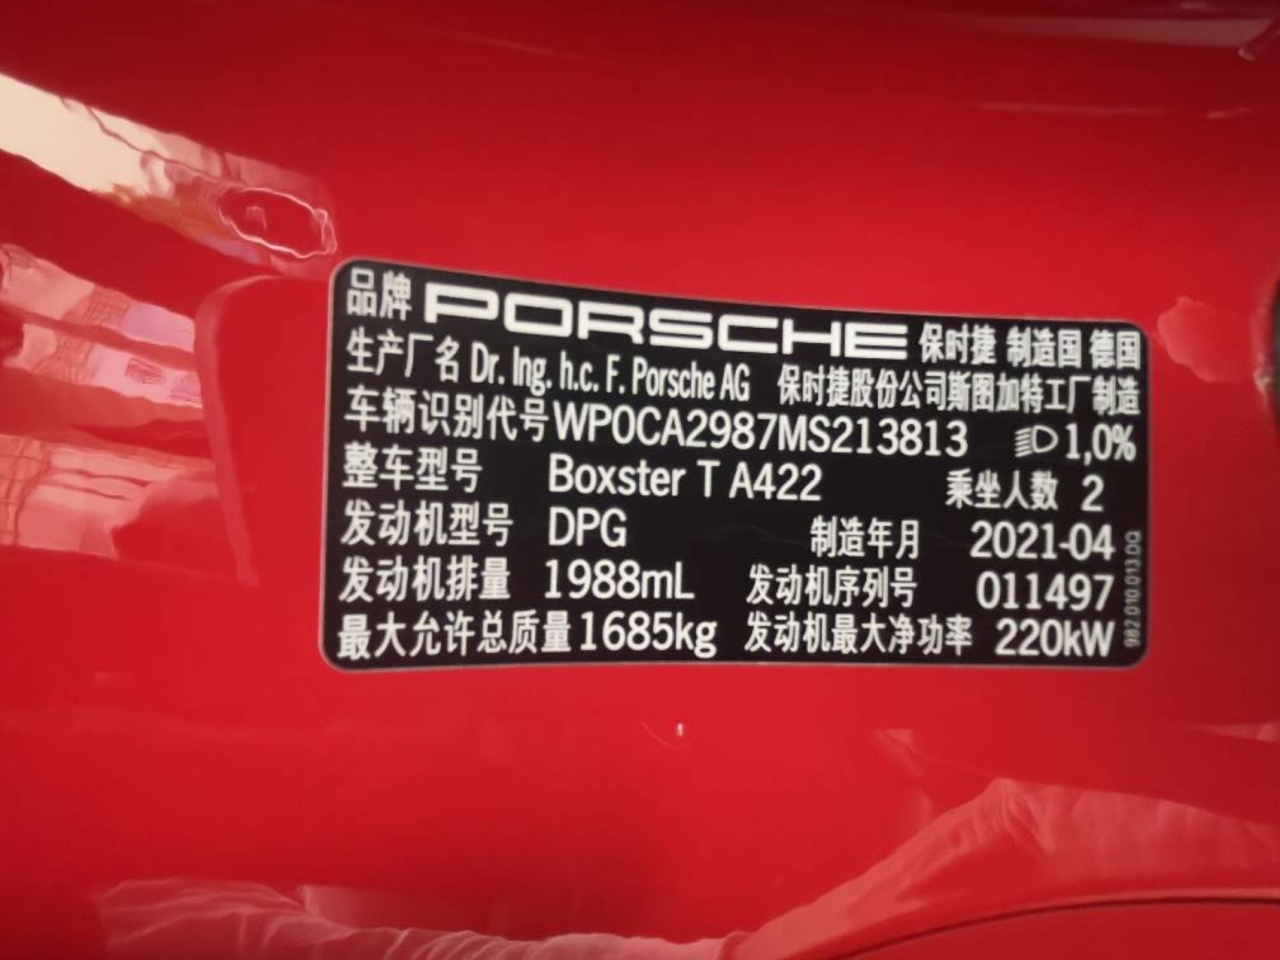 品牌 PORSCHE 保时捷 制造国 德国
生产厂名 Dr. Ing. h.c. F. Porsche AG 保时捷股份公司斯图加特工厂制造
车辆识别代号 WP0CA2987MS213813 1,0%
整车型号 Boxster T A422 乘坐人数 2
发动机型号 DPG 制造年月 2021-04
发动机排量 1988mL 发动机序列号 011497
最大允许总质量 1685kg 发动机最大净功率 220kW
982.010.013.0Q